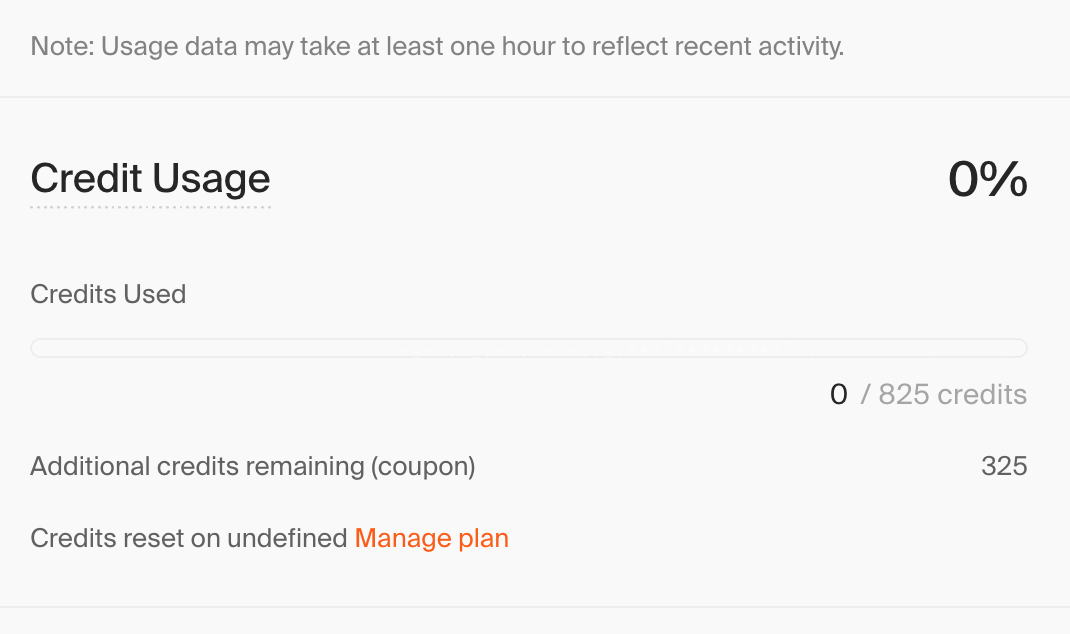 Note: Usage data may take at least one hour to reflect recent activity.
Credit Usage 0%
Credits Used
0 / 825 credits
Additional credits remaining (coupon) 325
Credits reset on undefined Manage plan